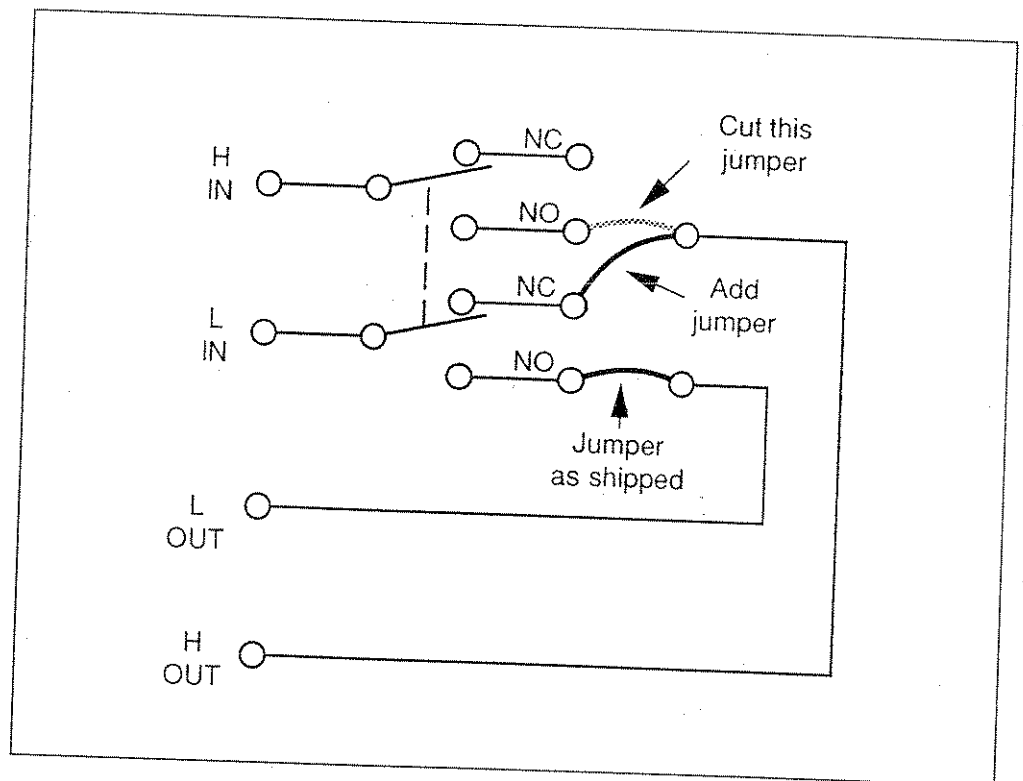 H
IN
NC
Cut this
jumper
NO
NC
Add
jumper
L
IN
NO
Jumper
as shipped
L
OUT
H
OUT